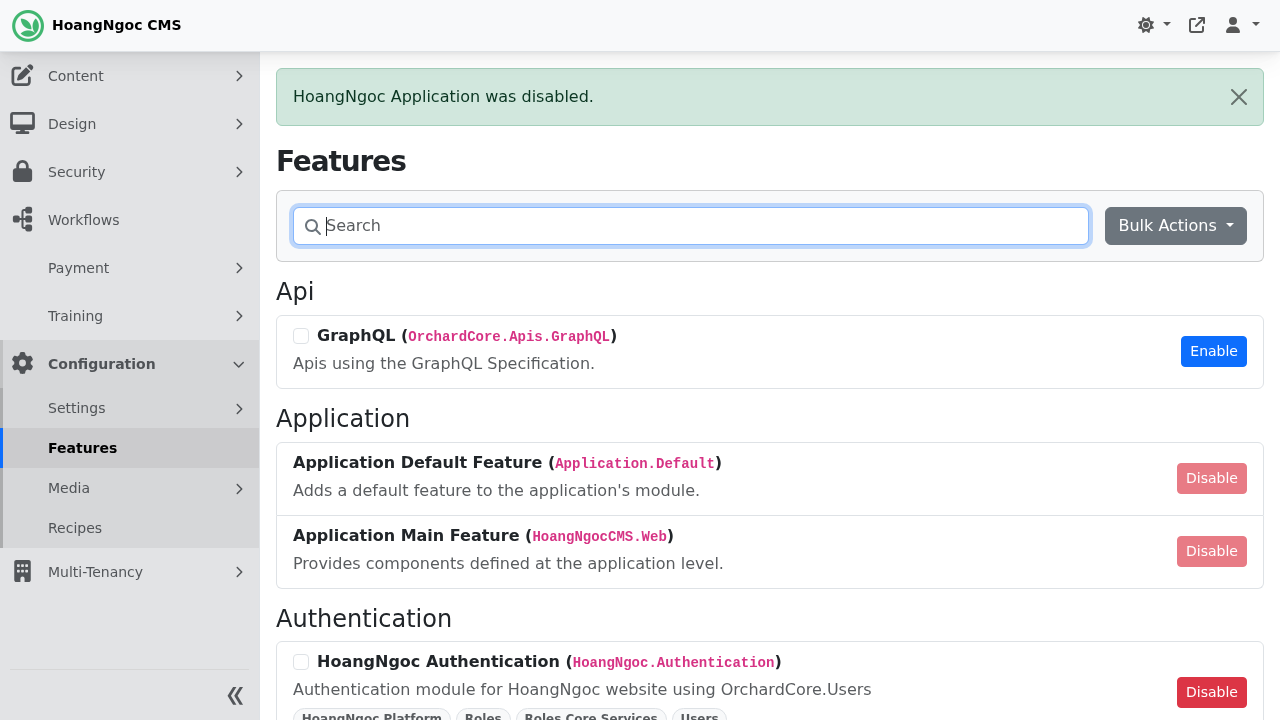 HoangNgoc CMS
Content
Design
Security
Workflows
Payment
Training
Configuration
Settings
Features
Media
Recipes
Multi-Tenancy
HoangNgoc Application was disabled.
Features
Search
Bulk Actions
Api
GraphQL (OrchardCore.Apis.GraphQL)
Apis using the GraphQL Specification.
Enable
Application
Application Default Feature (Application.Default)
Adds a default feature to the application's module.
Disable
Application Main Feature (HoangNgocCMS.Web)
Provides components defined at the application level.
Disable
Authentication
HoangNgoc Authentication (HoangNgoc.Authentication)
Authentication module for HoangNgoc website using OrchardCore.Users
Disable
HoangNgoc Platform Roles Roles Core Services Users